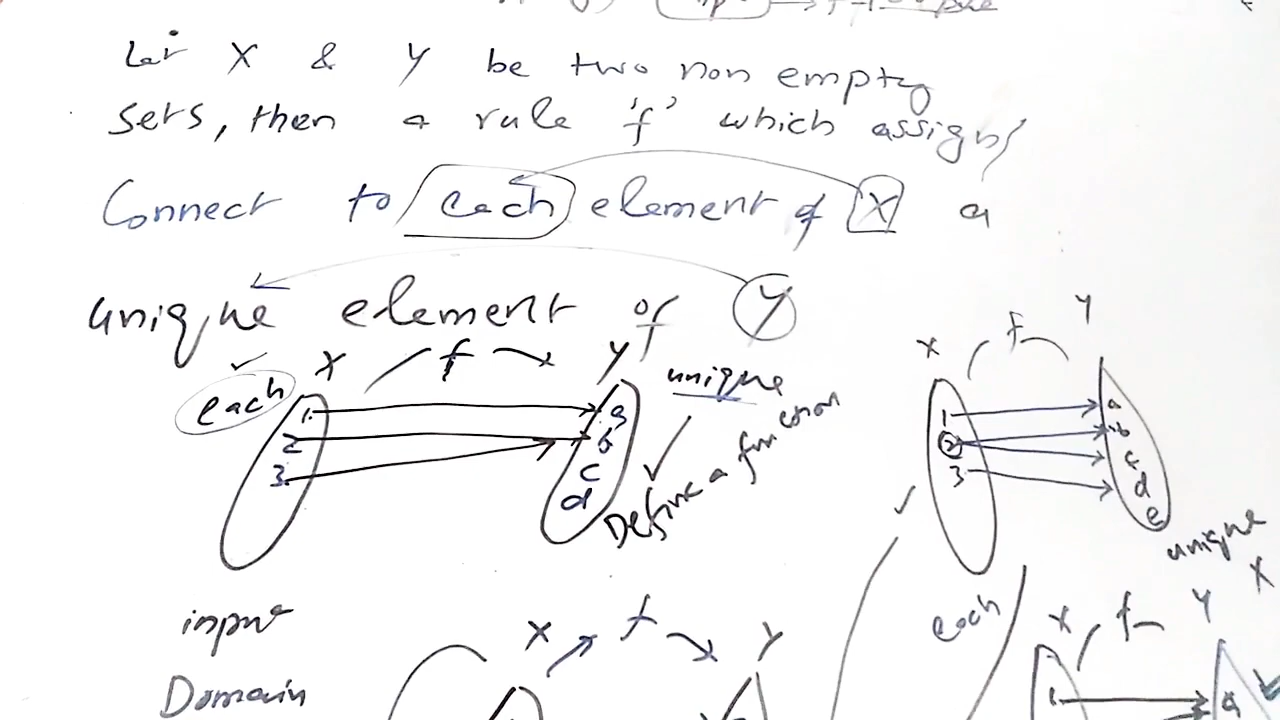 Let X & Y be two non empty
sets, then a rule 'f' which assigns/
Connect to each element of X a
unique element of Y
each X f Y unique
1 a
2 b
3 c
d
Define a function
X f Y
1 a
2 b
3 c
d
e
unique X
each
input
Domain
X f Y
X f Y
1 a